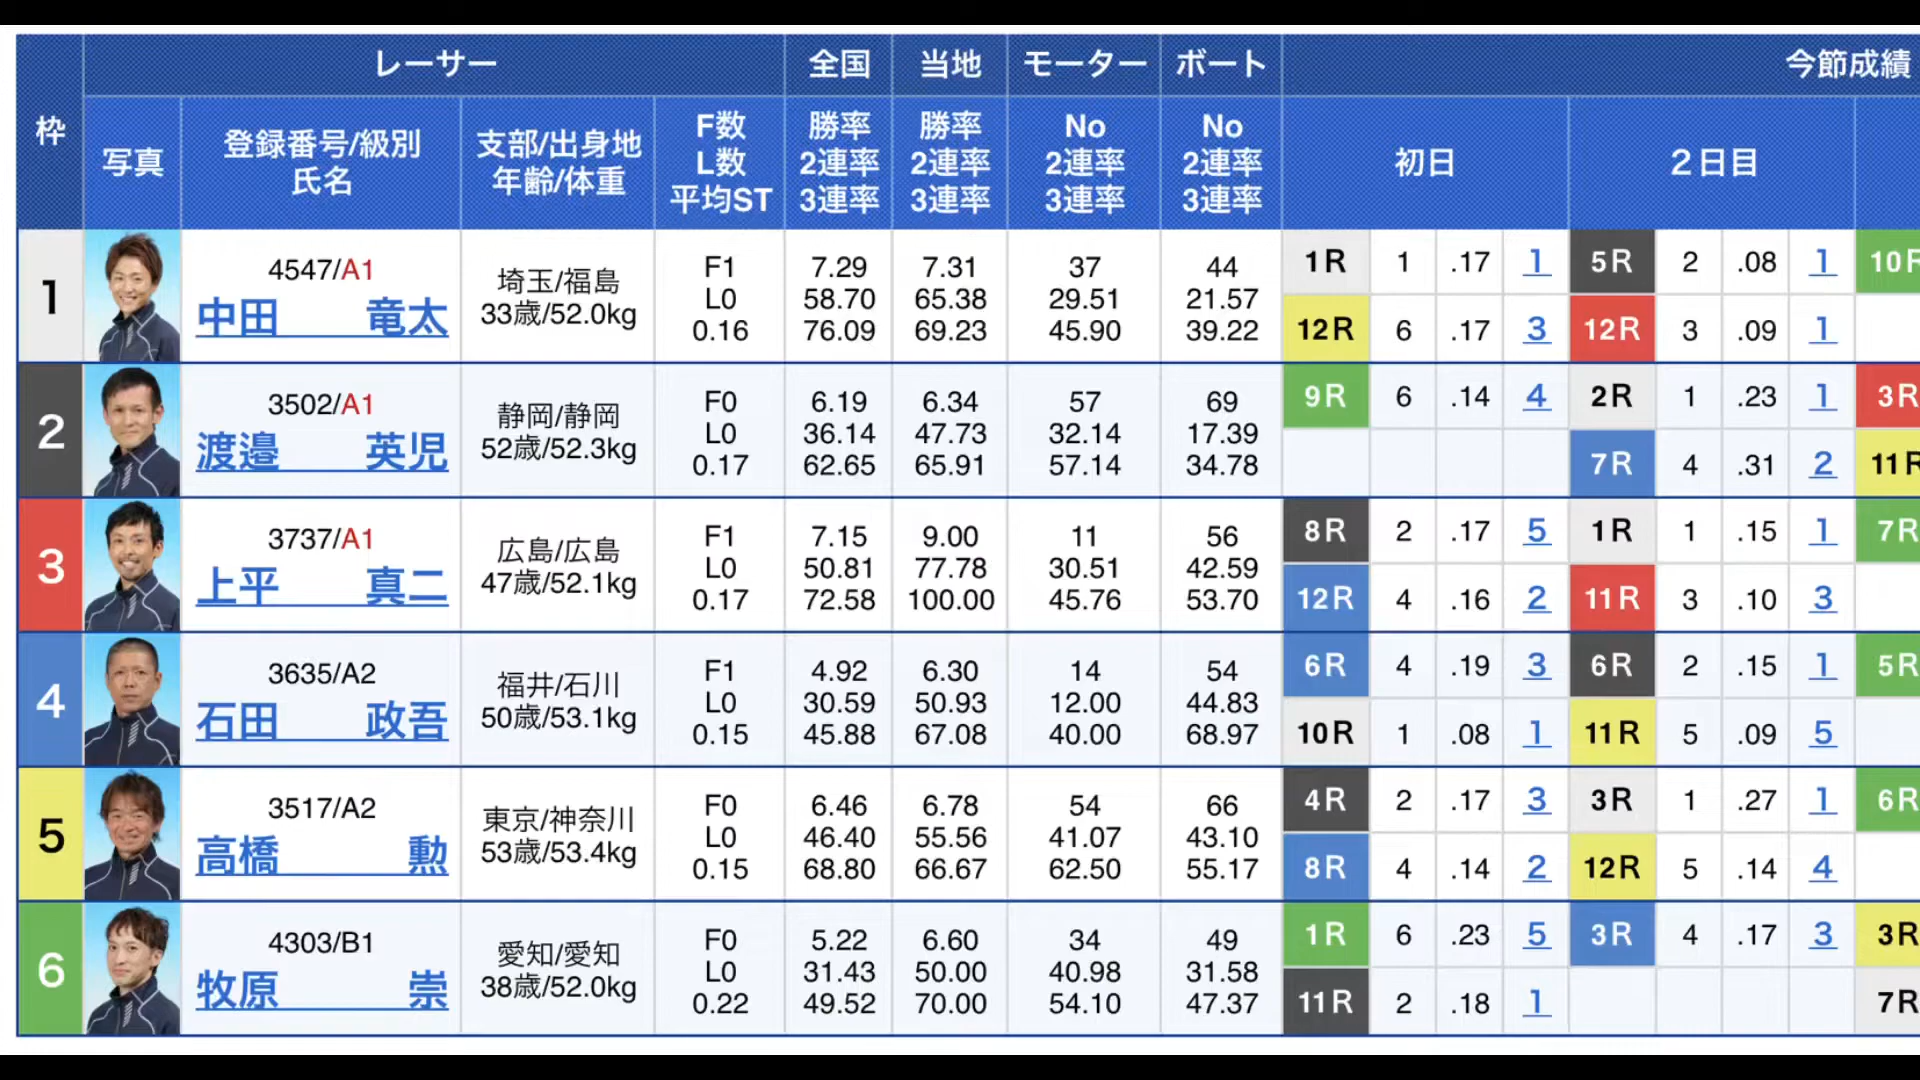 枠 レーサー 全国 当地 モーター ボート 今節成績
写真 登録番号/級別 氏名 支部/出身地 年齢/体重 F数 L数 平均ST 勝率 2連率 3連率 勝率 2連率 3連率 No 2連率 3連率 No 2連率 3連率 初日 2日目
1 4547/A1 埼玉/福島 F1 7.29 7.31 37 44 1R 1 .17 1 5R 2 .08 1 10R
中田 竜太 33歳/52.0kg L0 58.70 65.38 29.51 21.57
0.16 76.09 69.23 45.90 39.22 12R 6 .17 3 12R 3 .09 1
2 3502/A1 静岡/静岡 F0 6.19 6.34 57 69 9R 6 .14 4 2R 1 .23 1 3R
渡邉 英児 52歳/52.3kg L0 36.14 47.73 32.14 17.39
0.17 62.65 65.91 57.14 34.78 7R 4 .31 2 11R
3 3737/A1 広島/広島 F1 7.15 9.00 11 56 8R 2 .17 5 1R 1 .15 1 7R
上平 真二 47歳/52.1kg L0 50.81 77.78 30.51 42.59
0.17 72.58 100.00 45.76 53.70 12R 4 .16 2 11R 3 .10 3
4 3635/A2 福井/石川 F1 4.92 6.30 14 54 6R 4 .19 3 6R 2 .15 1 5R
石田 政吾 50歳/53.1kg L0 30.59 50.93 12.00 44.83
0.15 45.88 67.08 40.00 68.97 10R 1 .08 1 11R 5 .09 5
5 3517/A2 東京/神奈川 F0 6.46 6.78 54 66 4R 2 .17 3 3R 1 .27 1 6R
高橋 勲 53歳/53.4kg L0 46.40 55.56 41.07 43.10
0.15 68.80 66.67 62.50 55.17 8R 4 .14 2 12R 5 .14 4
6 4303/B1 愛知/愛知 F0 5.22 6.60 34 49 1R 6 .23 5 3R 4 .17 3 3R
牧原 崇 38歳/52.0kg L0 31.43 50.00 40.98 31.58
0.22 49.52 70.00 54.10 47.37 11R 2 .18 1 7R